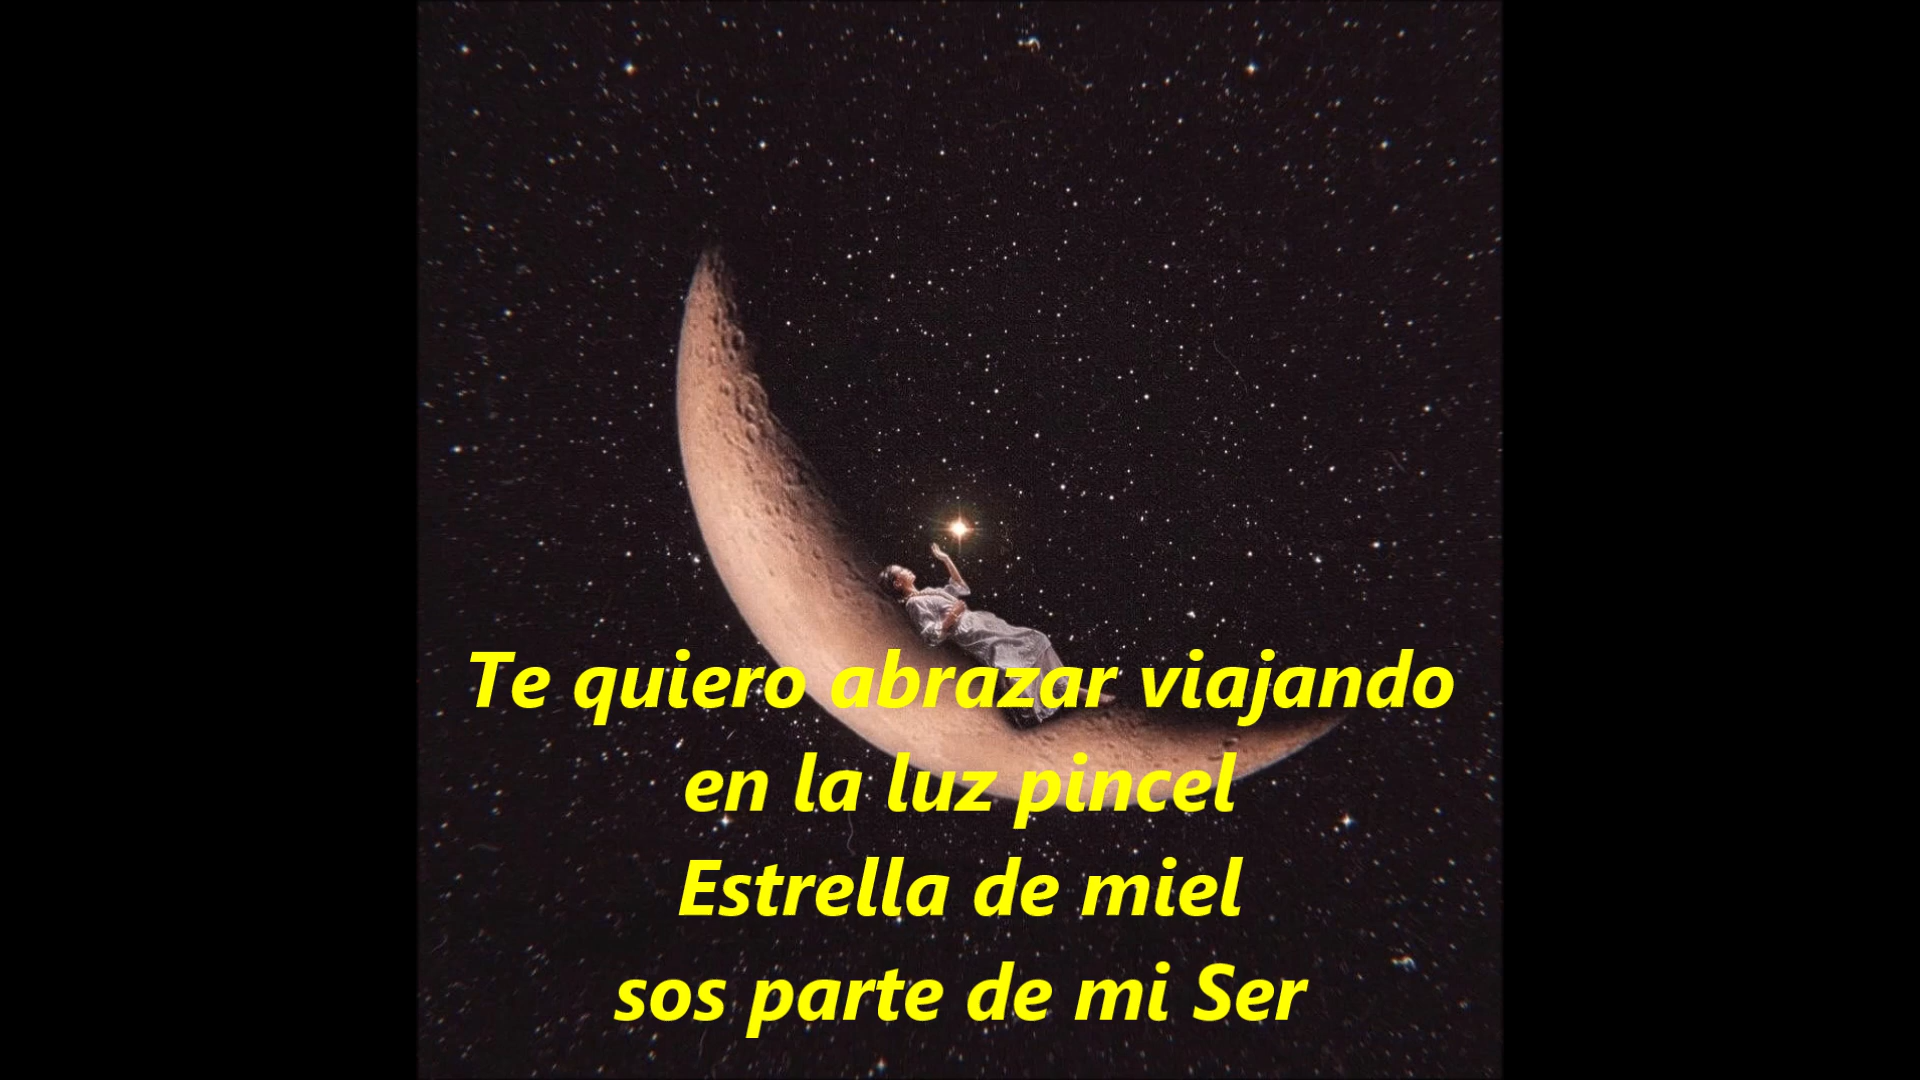 Te quiero abrazar viajando
en la luz pincel
Estrella de miel
sos parte de mi Ser